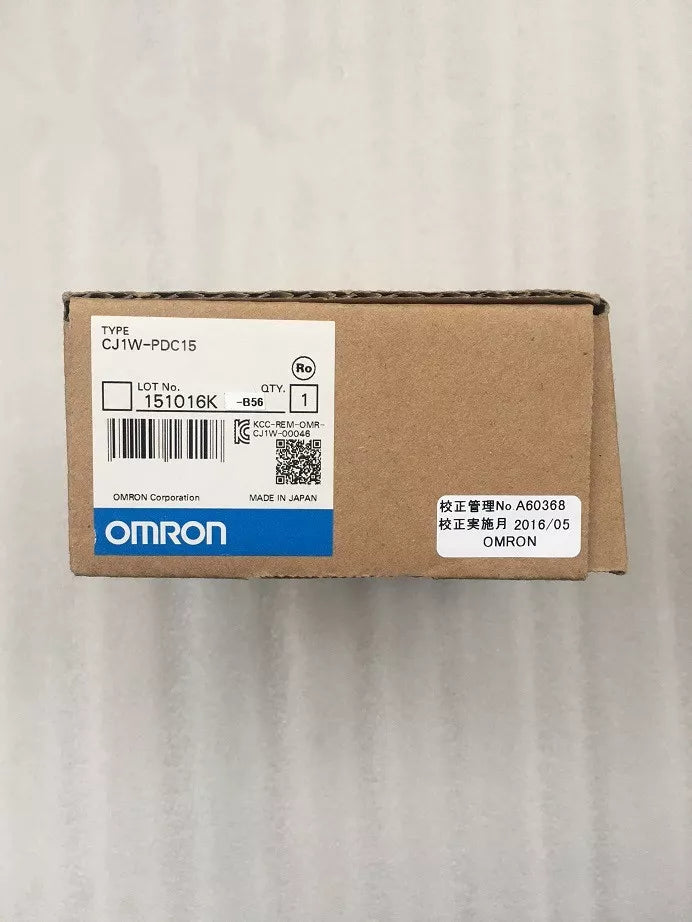 TYPE
CJ1W-PDC15
Ro
LOT No. QTY.
151016K -B56 1
KCC-REM-OMR-
CJ1W-00046
OMRON Corporation MADE IN JAPAN
OMRON
校正管理No.A60368
校正実施月 2016/05
OMRON